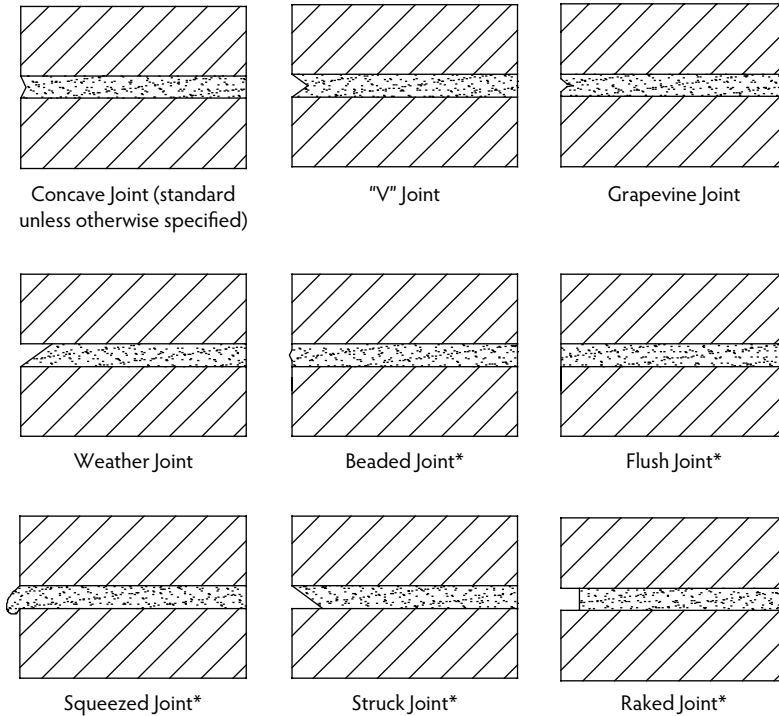 Concave Joint (standard
unless otherwise specified)
“V” Joint
Grapevine Joint
Weather Joint
Beaded Joint*
Flush Joint*
Squeezed Joint*
Struck Joint*
Raked Joint*